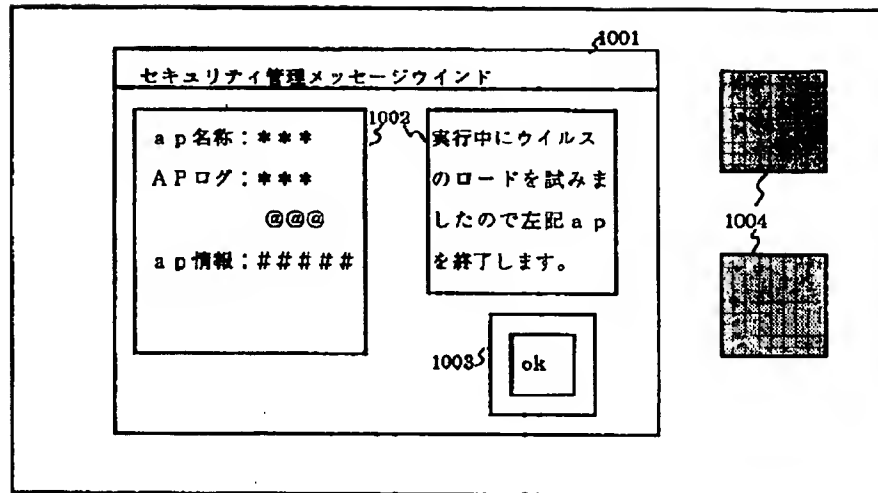 1001
セキュリティ管理メッセージウインド
ap名称：＊＊＊
APログ：＊＊＊
@@@
ap情報：#####
1002
実行中にウイルス
のロードを試みま
したので左記ap
を終了します。
1003
ok
1004